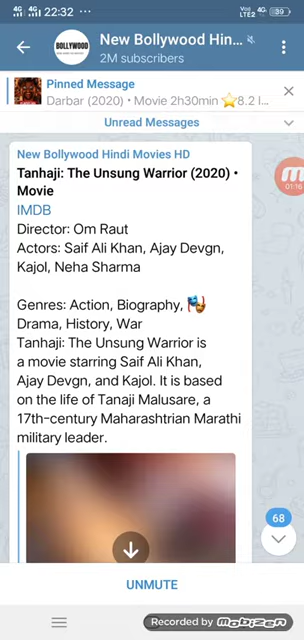 4G 4G 22:32 ...
Vo) LTE2 4G 39
BOLLYWOOD
New Bollywood Hin...
2M subscribers
Pinned Message
Darbar (2020) • Movie 2h30min ⭐8.2 I...
Unread Messages
New Bollywood Hindi Movies HD
Tanhaji: The Unsung Warrior (2020) •
Movie
IMDB
01:16
Director: Om Raut
Actors: Saif Ali Khan, Ajay Devgn,
Kajol, Neha Sharma
Genres: Action, Biography, 🎭
Drama, History, War
Tanhaji: The Unsung Warrior is
a movie starring Saif Ali Khan,
Ajay Devgn, and Kajol. It is based
on the life of Tanaji Malusare, a
17th-century Maharashtrian Marathi
military leader.
68
UNMUTE
Recorded by mobizen